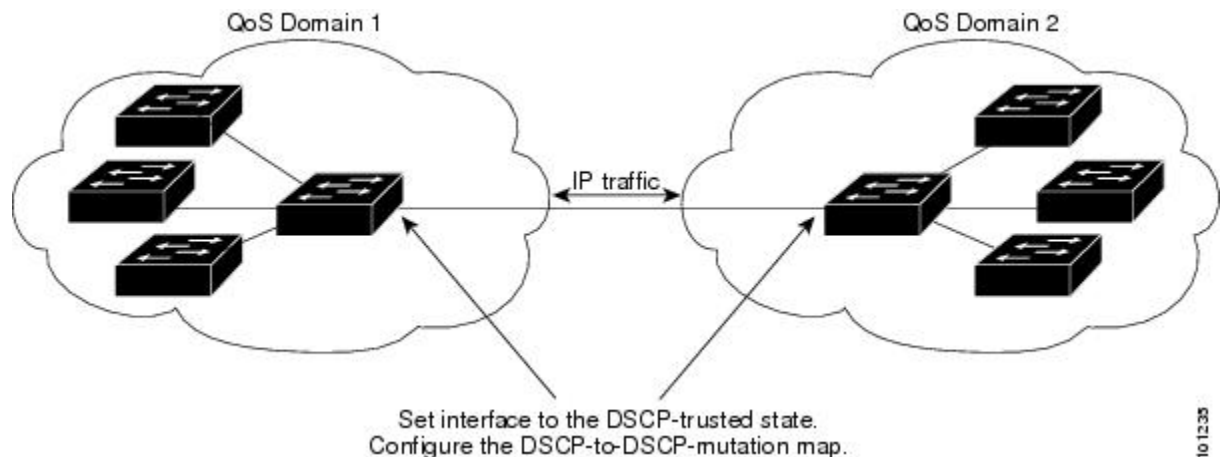 QoS Domain 1
QoS Domain 2
IP traffic
Set interface to the DSCP-trusted state.
Configure the DSCP-to-DSCP-mutation map.
101235